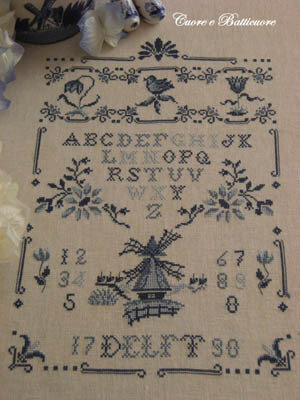 Cuore e Batticuore
ABCDEFGHIJK
LMNOPQ
RSTUV
WXY
Z
12 67
34 89
5 0
17 DELFT 98